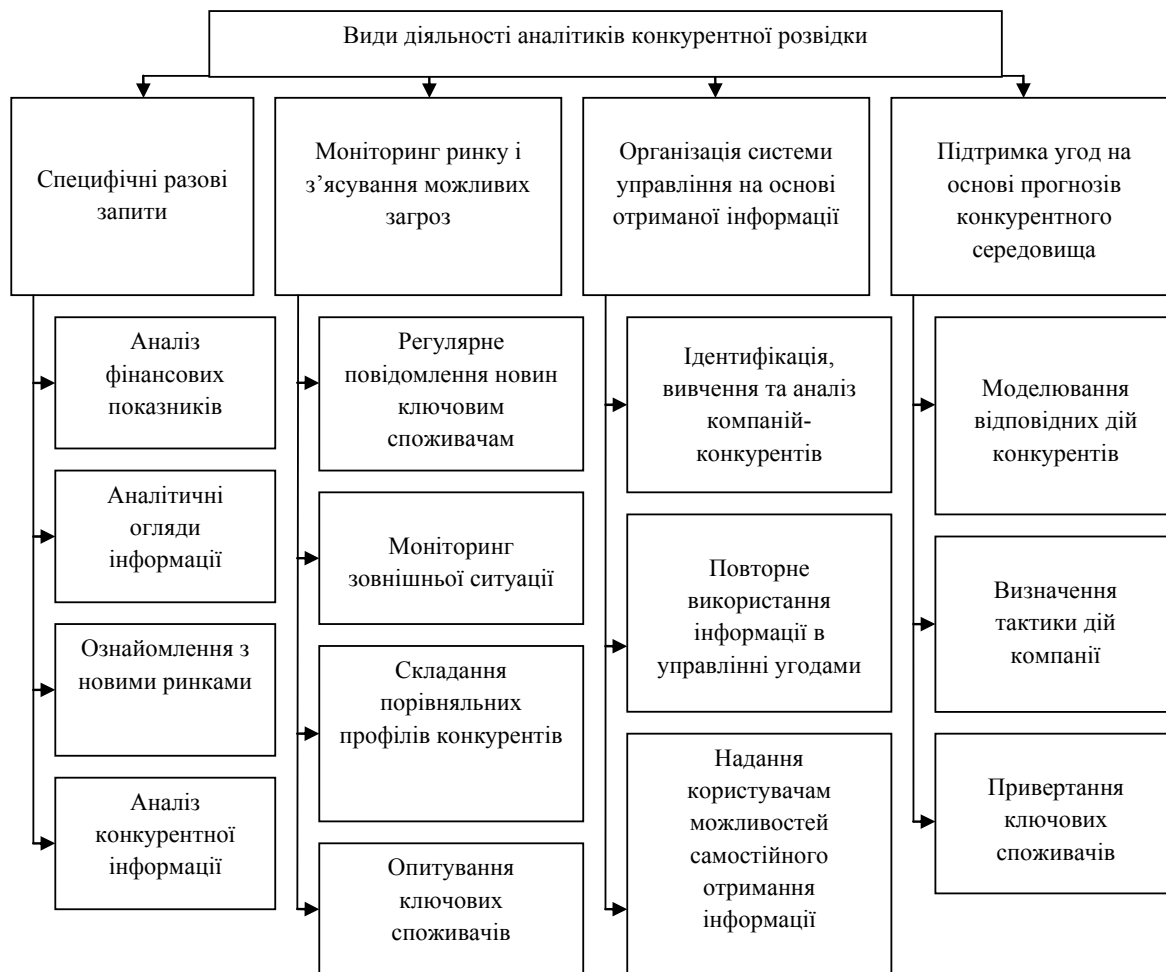 Види діяльності аналітиків конкурентної розвідки
Специфічні разові
запити
Аналіз
фінансових
показників
Аналітичні
огляди
інформації
Ознайомлення з
новими ринками
Аналіз
конкурентної
інформації
Моніторинг ринку і
з’ясування можливих
загроз
Регулярне
повідомлення новин
ключовим
споживачам
Моніторинг
зовнішньої ситуації
Складання
порівняльних
профілів конкурентів
Опитування
ключових
споживачів
Організація системи
управління на основі
отриманої інформації
Ідентифікація,
вивчення та аналіз
компаній-
конкурентів
Повторне
використання
інформації в
управлінні угодами
Надання
користувачам
можливостей
самостійного
отримання
інформації
Підтримка угод на
основі прогнозів
конкурентного
середовища
Моделювання
відповідних дій
конкурентів
Визначення
тактики дій
компанії
Привертання
ключових
споживачів